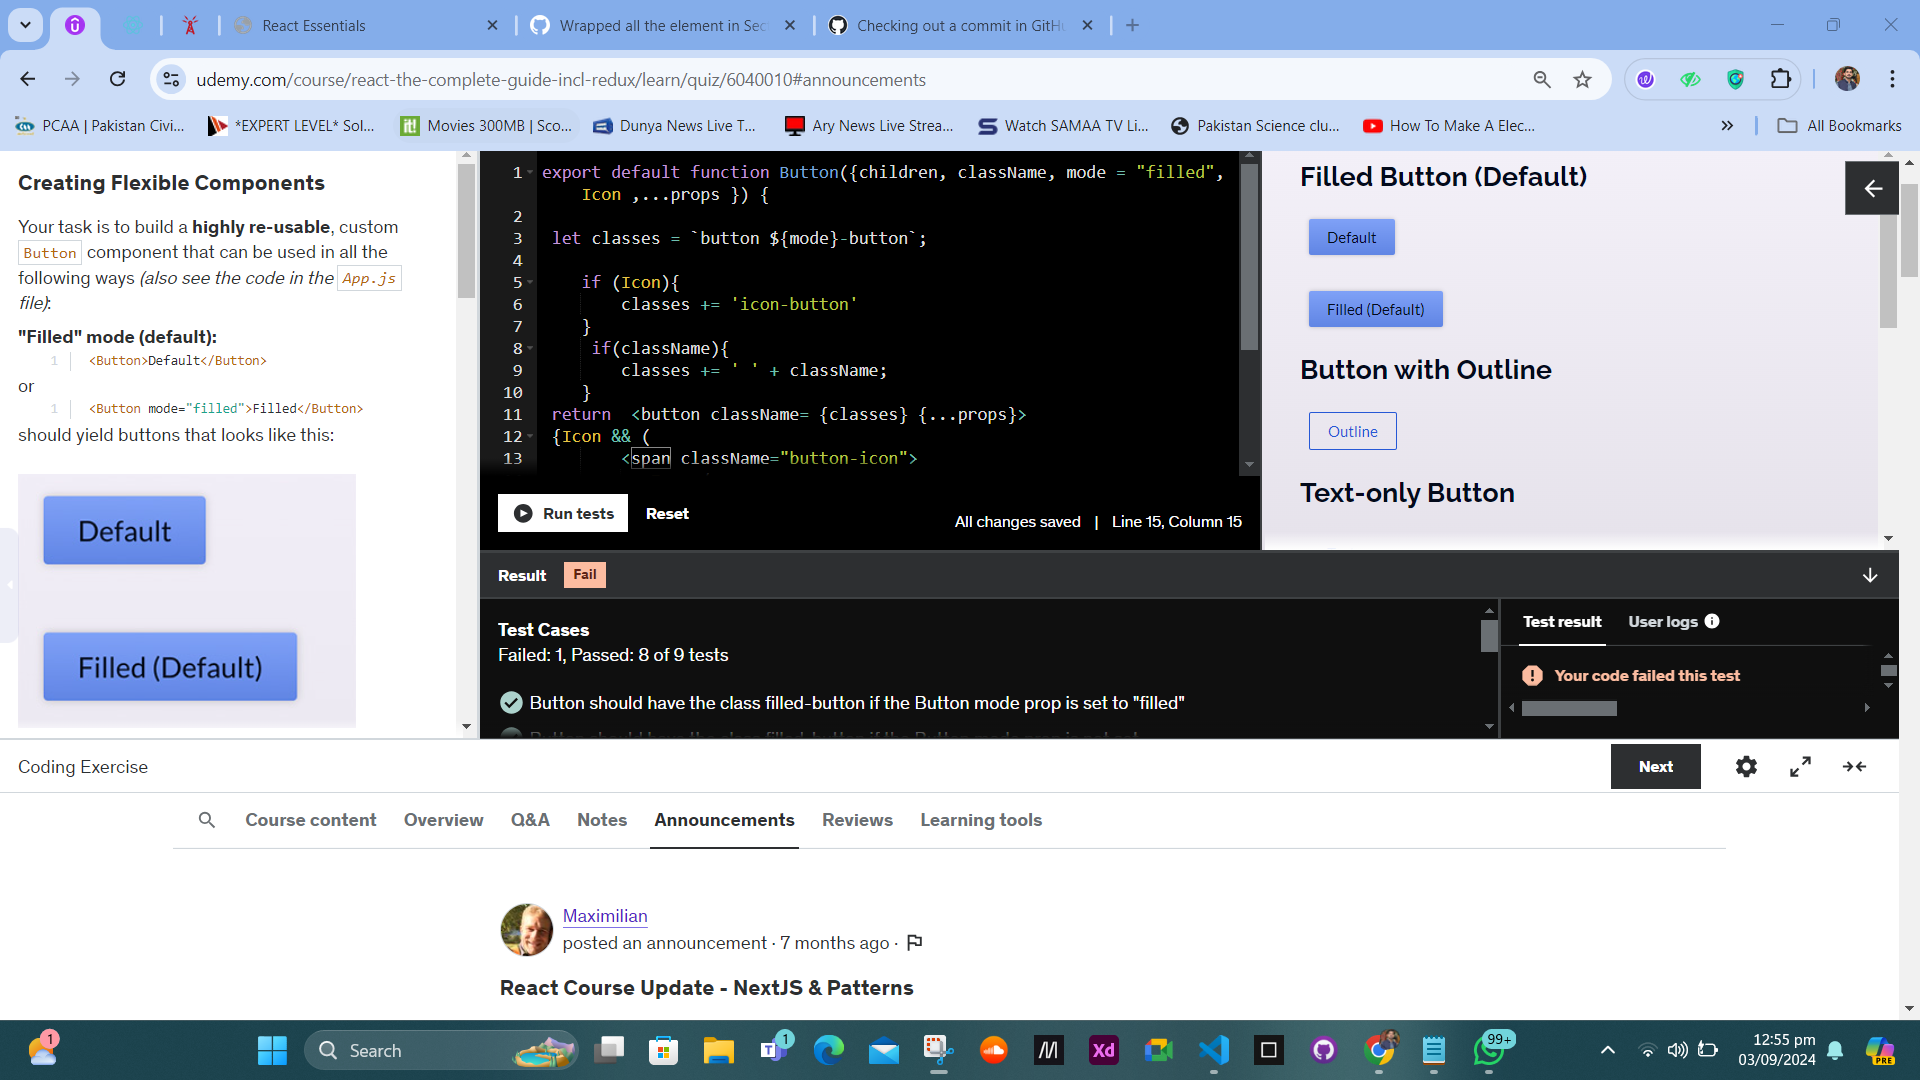 React Essentials
Wrapped all the element in Sec
Checking out a commit in GitHu
udemy.com/course/react-the-complete-guide-incl-redux/learn/quiz/6040010#announcements
PCAA | Pakistan Civi...
*EXPERT LEVEL* Sol...
Movies 300MB | Sco...
Dunya News Live T...
Ary News Live Strea...
Watch SAMAA TV Li...
Pakistan Science clu...
How To Make A Elec...
All Bookmarks
Creating Flexible Components
Your task is to build a highly re-usable, custom
Button component that can be used in all the
following ways (also see the code in the App.js
file):
"Filled" mode (default):
1 <Button>Default</Button>
or
1 <Button mode="filled">Filled</Button>
should yield buttons that looks like this:
Default
Filled (Default)
1 export default function Button({children, className, mode = "filled",
Icon ,...props }) {
2
3 let classes = `button ${mode}-button`;
4
5 if (Icon){
6 classes += 'icon-button'
7 }
8 if(className){
9 classes += ' ' + className;
10 }
11 return <button className= {classes} {...props}>
12 {Icon && (
13 <span className="button-icon">
Run tests
Reset
All changes saved | Line 15, Column 15
Filled Button (Default)
Default
Filled (Default)
Button with Outline
Outline
Text-only Button
Result Fail
Test Cases
Failed: 1, Passed: 8 of 9 tests
Button should have the class filled-button if the Button mode prop is set to "filled"
Test result
User logs
Your code failed this test
Coding Exercise
Next
Course content
Overview
Q&A
Notes
Announcements
Reviews
Learning tools
Maximilian
posted an announcement · 7 months ago ·
React Course Update - NextJS & Patterns
1
Search
1
Xd
99+
12:55 pm
03/09/2024
PRE